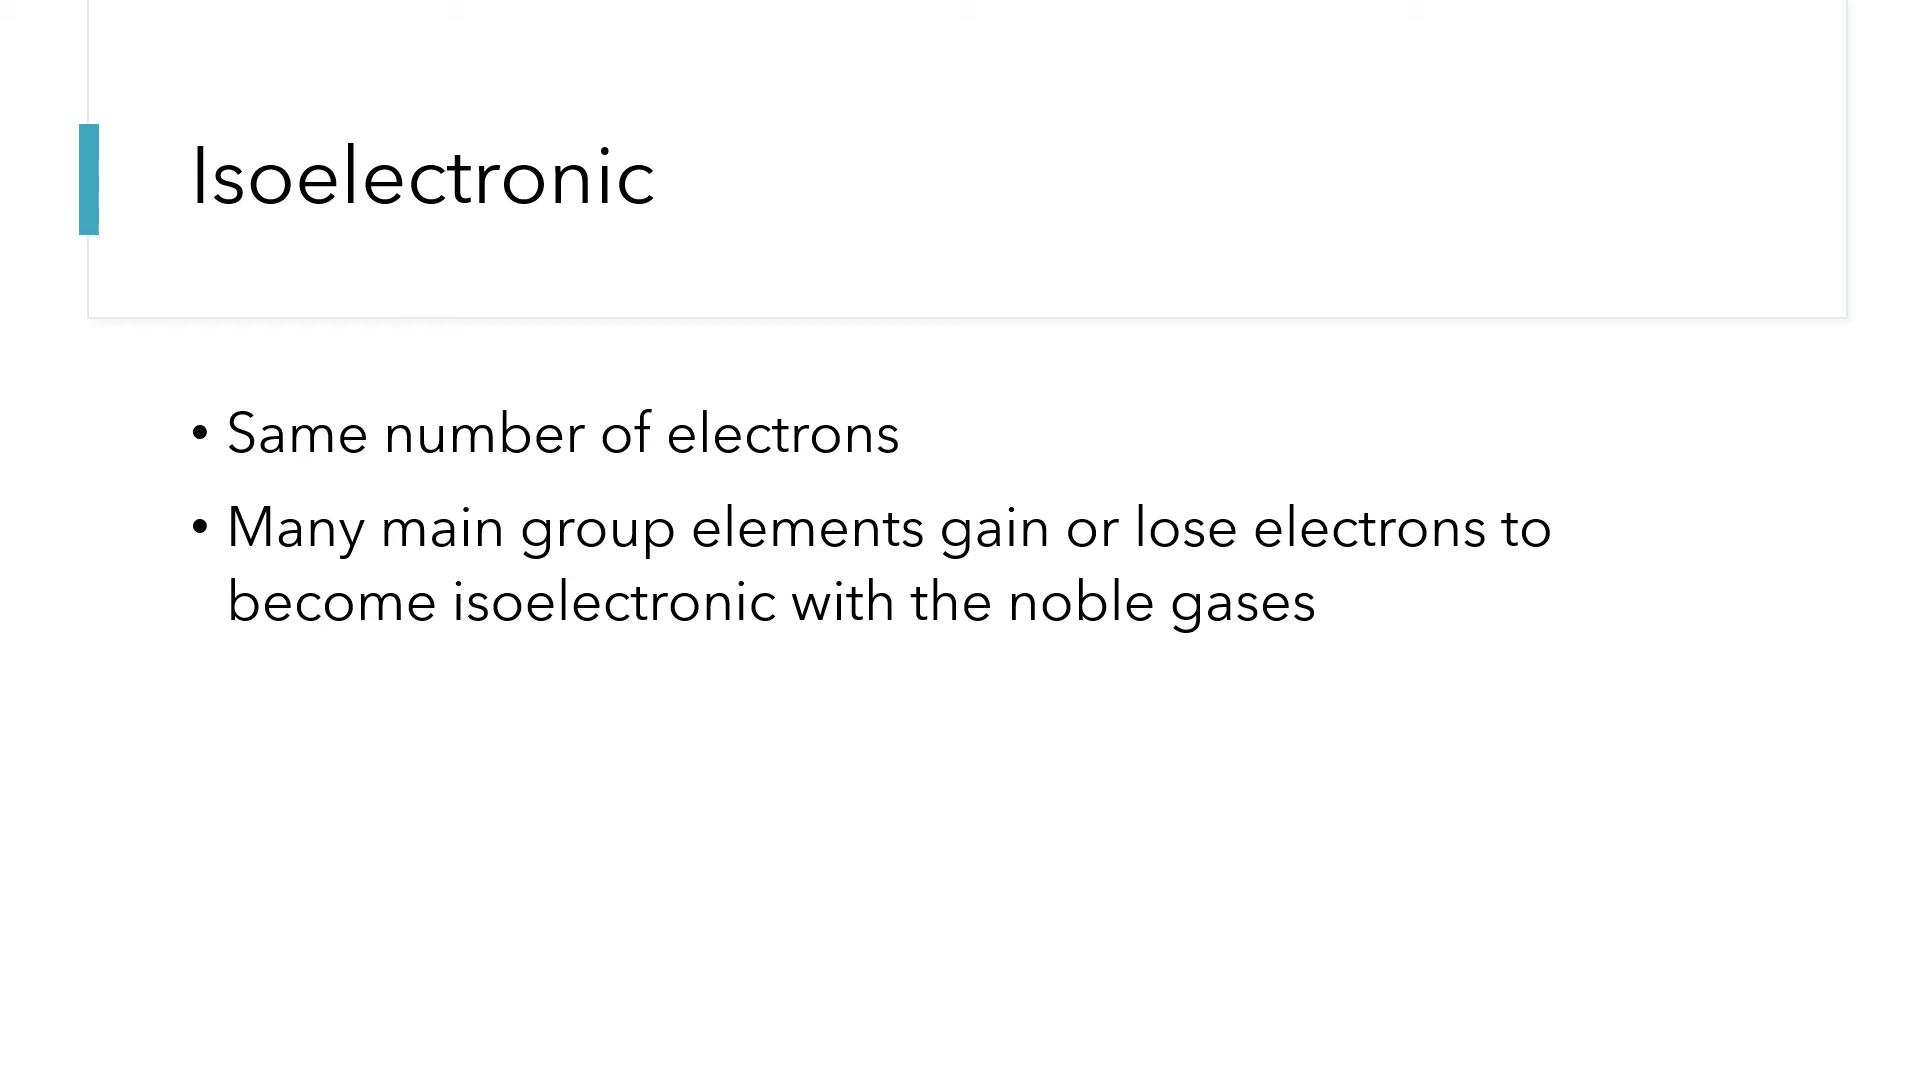 Isoelectronic
• Same number of electrons
• Many main group elements gain or lose electrons to
become isoelectronic with the noble gases